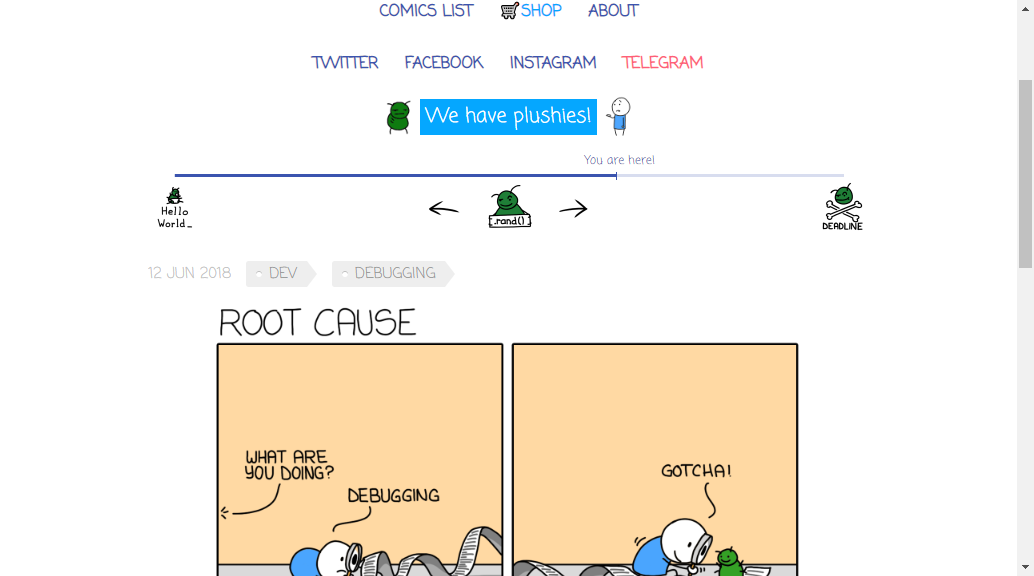 COMICS LIST SHOP ABOUT
TWITTER FACEBOOK INSTAGRAM TELEGRAM
We have plushies!
You are here!
Hello
World_
.rand()
DEADLINE
12 JUN 2018 DEV DEBUGGING
ROOT CAUSE
WHAT ARE
YOU DOING?
DEBUGGING
GOTCHA!